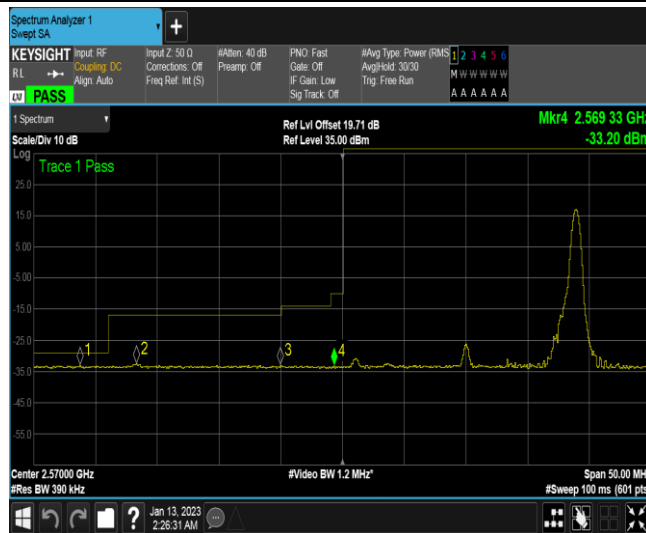 Spectrum Analyzer 1
Swept SA
+
KEYSIGHT
RL
LXI PASS
Input: RF
Coupling: DC
Align: Auto
Input Z: 50 Ω
Corrections: Off
Freq Ref: Int (S)
#Atten: 40 dB
Preamp: Off
PNO: Fast
Gate: Off
IF Gain: Low
Sig Track: Off
#Avg Type: Power (RMS
Avg|Hold: 30/30
Trig: Free Run
1 2 3 4 5 6
M W W W W W
A A A A A A
1 Spectrum
Scale/Div 10 dB
Ref Lvl Offset 19.71 dB
Ref Level 35.00 dBm
Mkr4 2.569 33 GHz
-33.20 dBm
Log
Trace 1 Pass
25.0
15.0
5.00
-5.00
-15.0
-25.0
-35.0
-45.0
-55.0
1
2
3
4
Center 2.57000 GHz
#Res BW 390 kHz
#Video BW 1.2 MHz*
Span 50.00 MH
#Sweep 100 ms (601 pts
?
Jan 13, 2023
2:26:31 AM